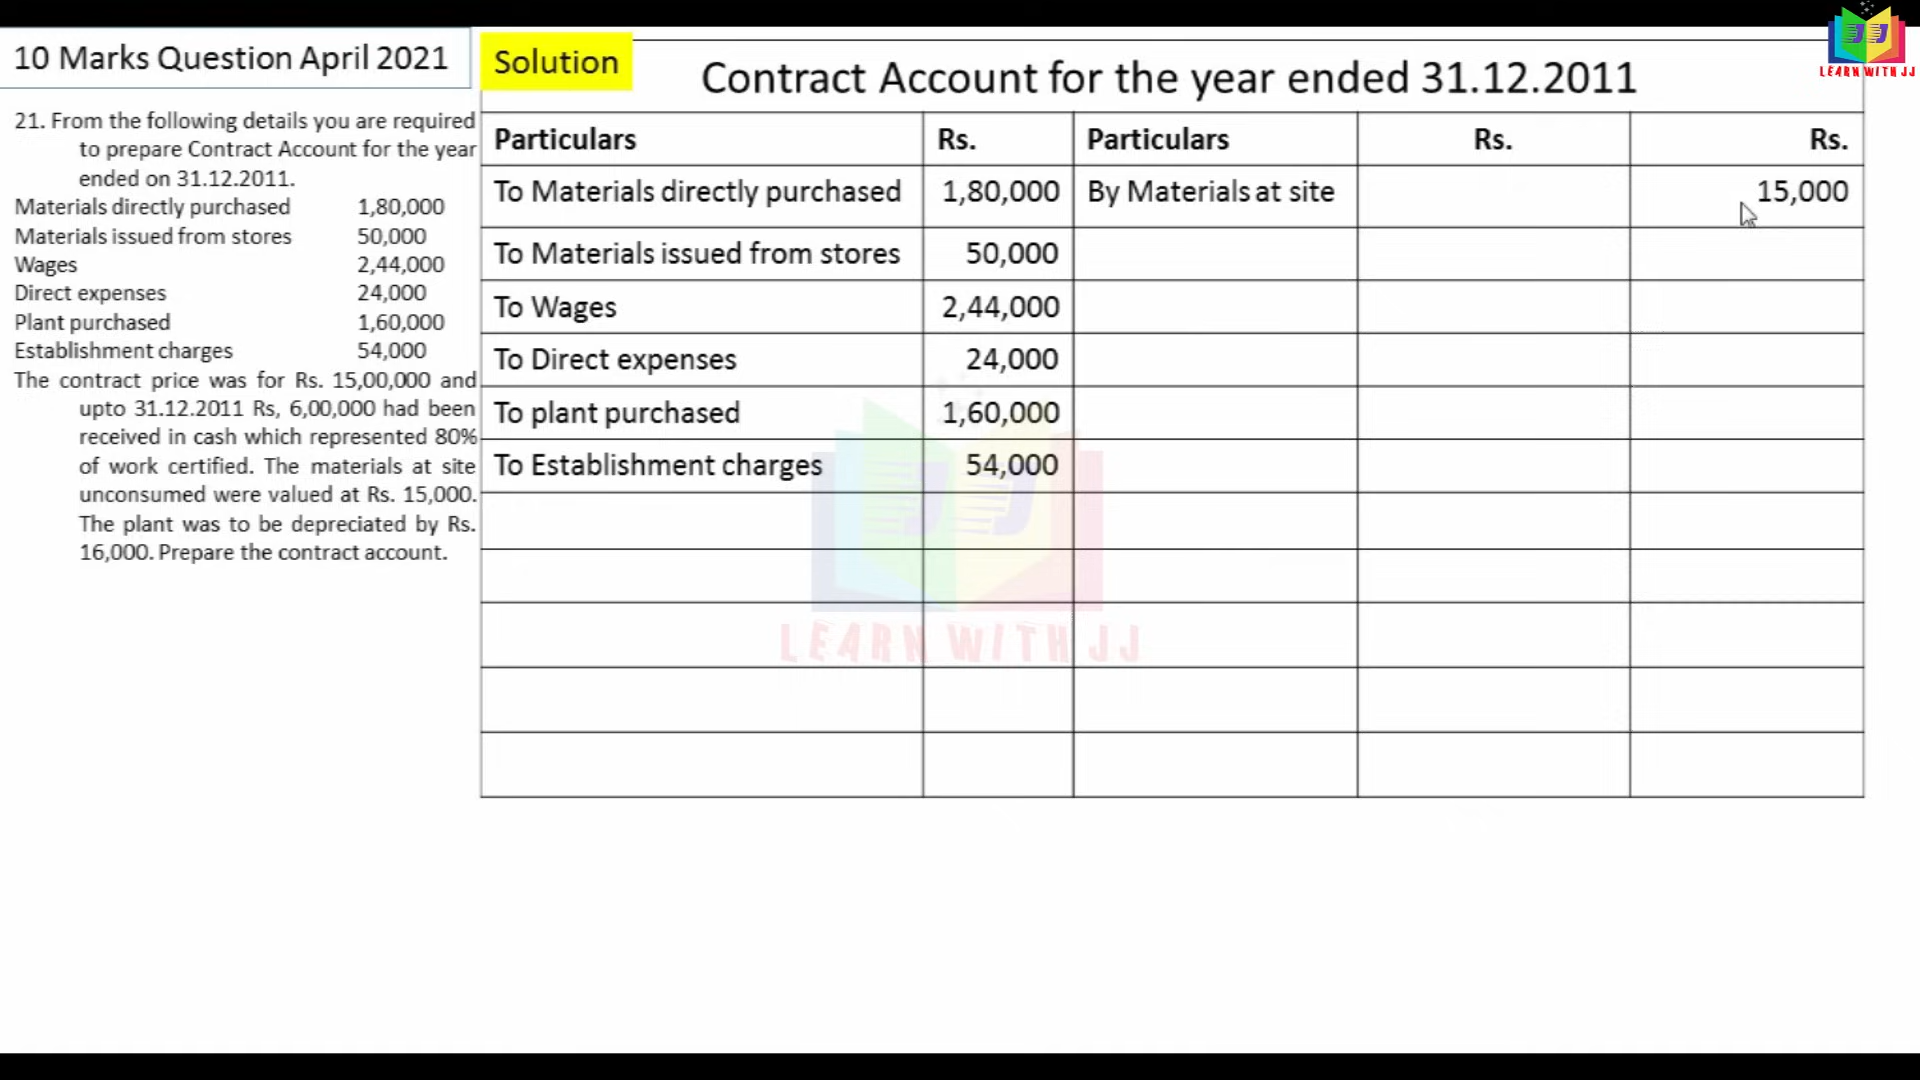 10 Marks Question April 2021
21. From the following details you are required
to prepare Contract Account for the year
ended on 31.12.2011.
Materials directly purchased 1,80,000
Materials issued from stores 50,000
Wages 2,44,000
Direct expenses 24,000
Plant purchased 1,60,000
Establishment charges 54,000
The contract price was for Rs. 15,00,000 and
upto 31.12.2011 Rs, 6,00,000 had been
received in cash which represented 80%
of work certified. The materials at site
unconsumed were valued at Rs. 15,000.
The plant was to be depreciated by Rs.
16,000. Prepare the contract account.
Solution
Contract Account for the year ended 31.12.2011
Particulars Rs. Particulars Rs. Rs.
To Materials directly purchased 1,80,000 By Materials at site 15,000
To Materials issued from stores 50,000
To Wages 2,44,000
To Direct expenses 24,000
To plant purchased 1,60,000
To Establishment charges 54,000
JJ
LEARN WITH JJ
JJ
LEARN WITH JJ